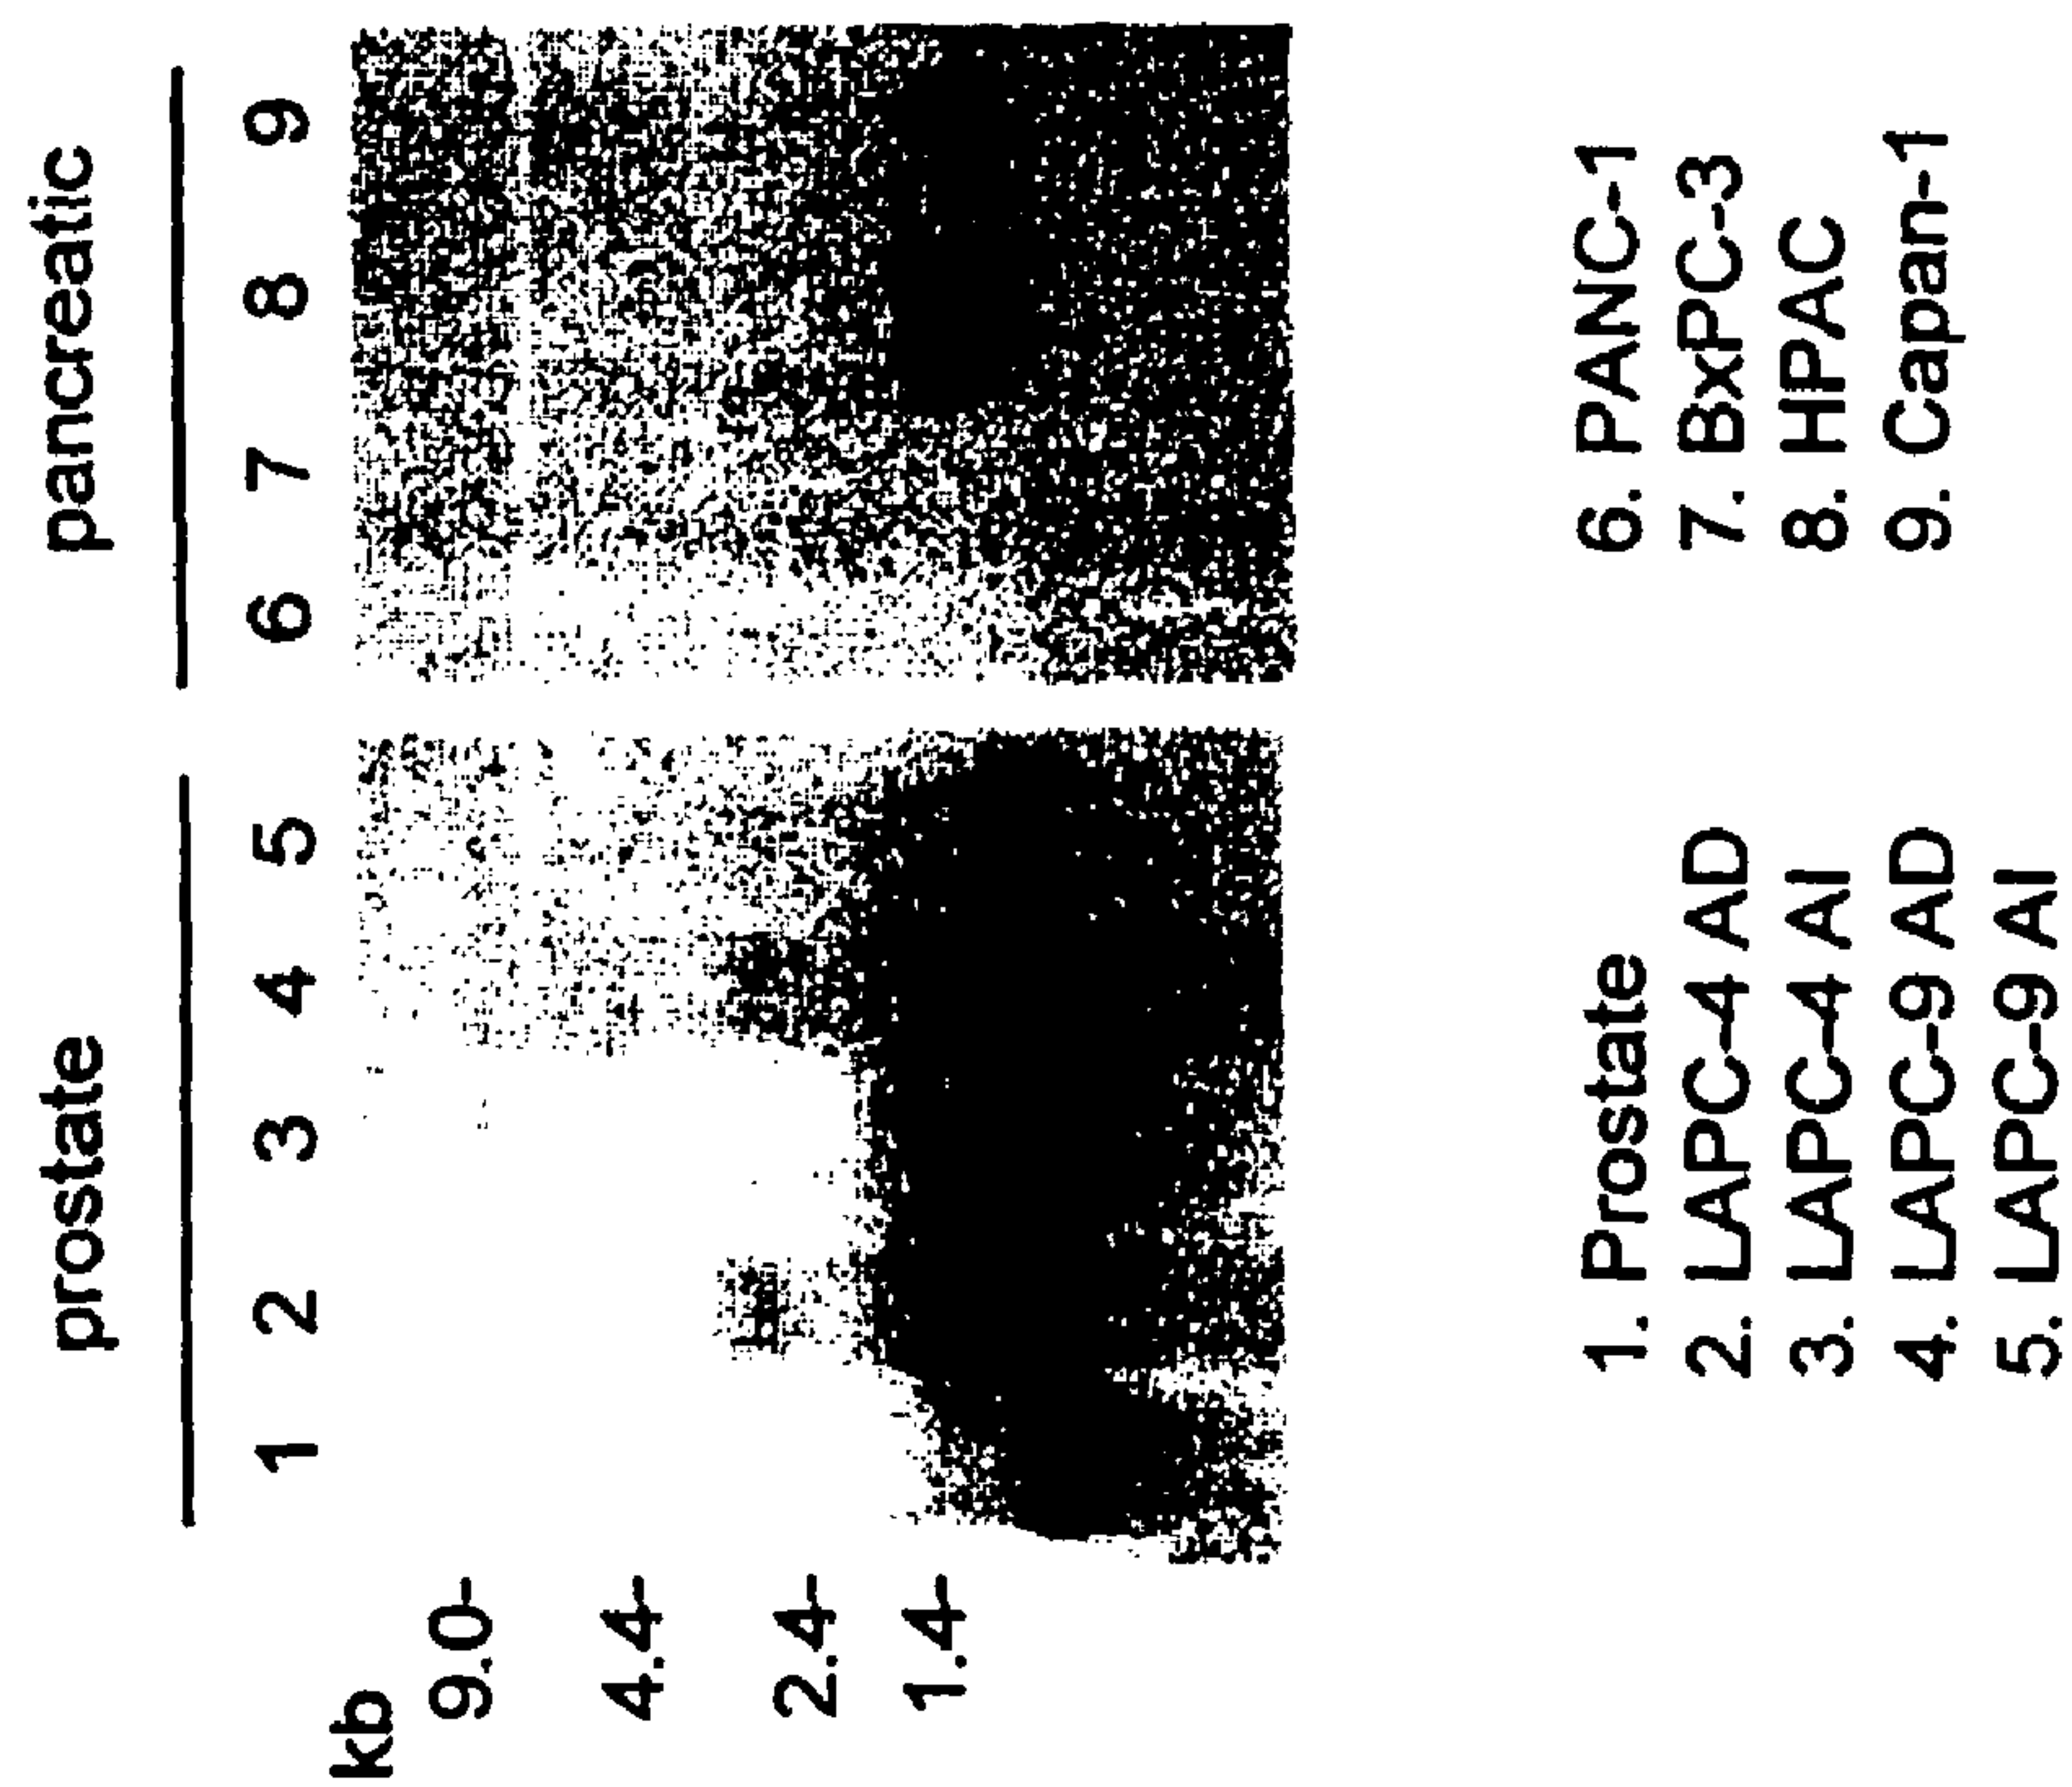 prostate pancreatic
1 2 3 4 5 6 7 8 9
kb
9.0-
4.4-
2.4-
1.4-
1. Prostate 6. PANC-1
2. LAPC-4 AD 7. BxPC-3
3. LAPC-4 AI 8. HPAC
4. LAPC-9 AD 9. Capan-1
5. LAPC-9 AI